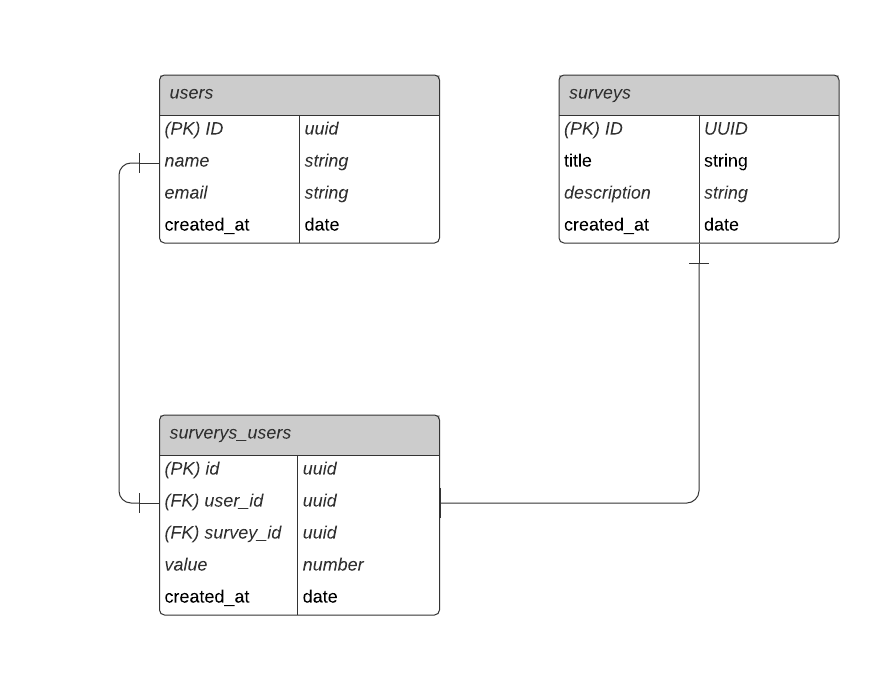 users
(PK) ID uuid
name string
email string
created_at date
surveys
(PK) ID UUID
title string
description string
created_at date
surverys_users
(PK) id uuid
(FK) user_id uuid
(FK) survey_id uuid
value number
created_at date